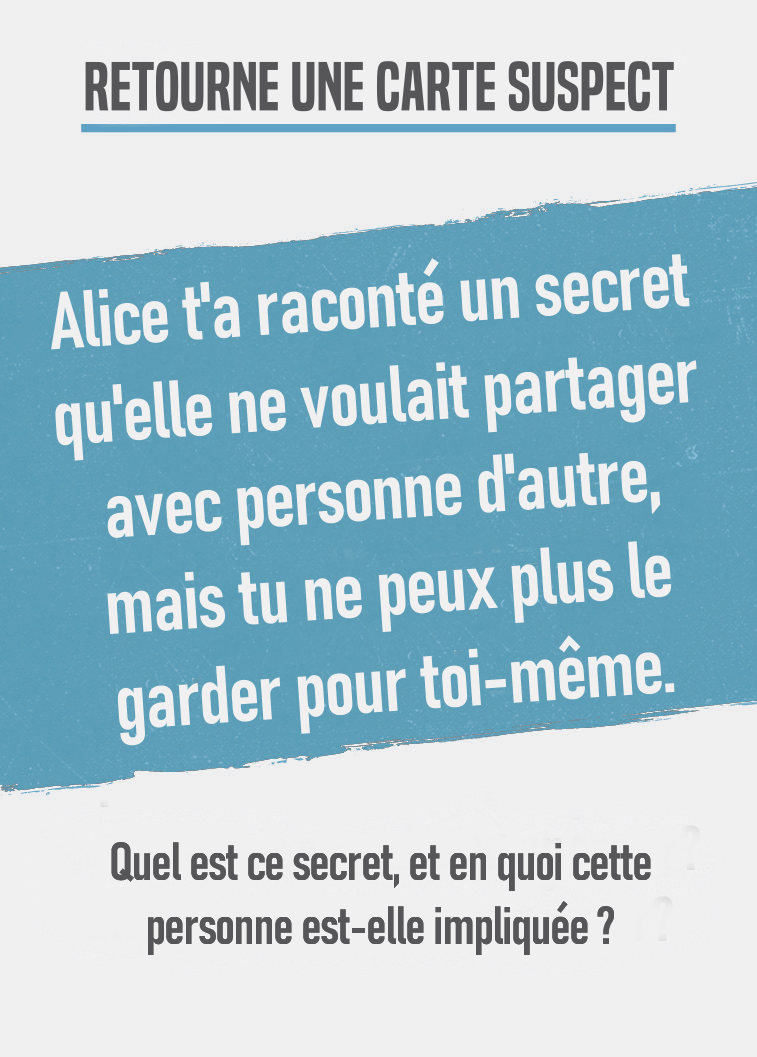 RETOURNE UNE CARTE SUSPECT
Alice t'a raconté un secret
qu'elle ne voulait partager
avec personne d'autre,
mais tu ne peux plus le
garder pour toi-même.
Quel est ce secret, et en quoi cette
personne est-elle impliquée ?